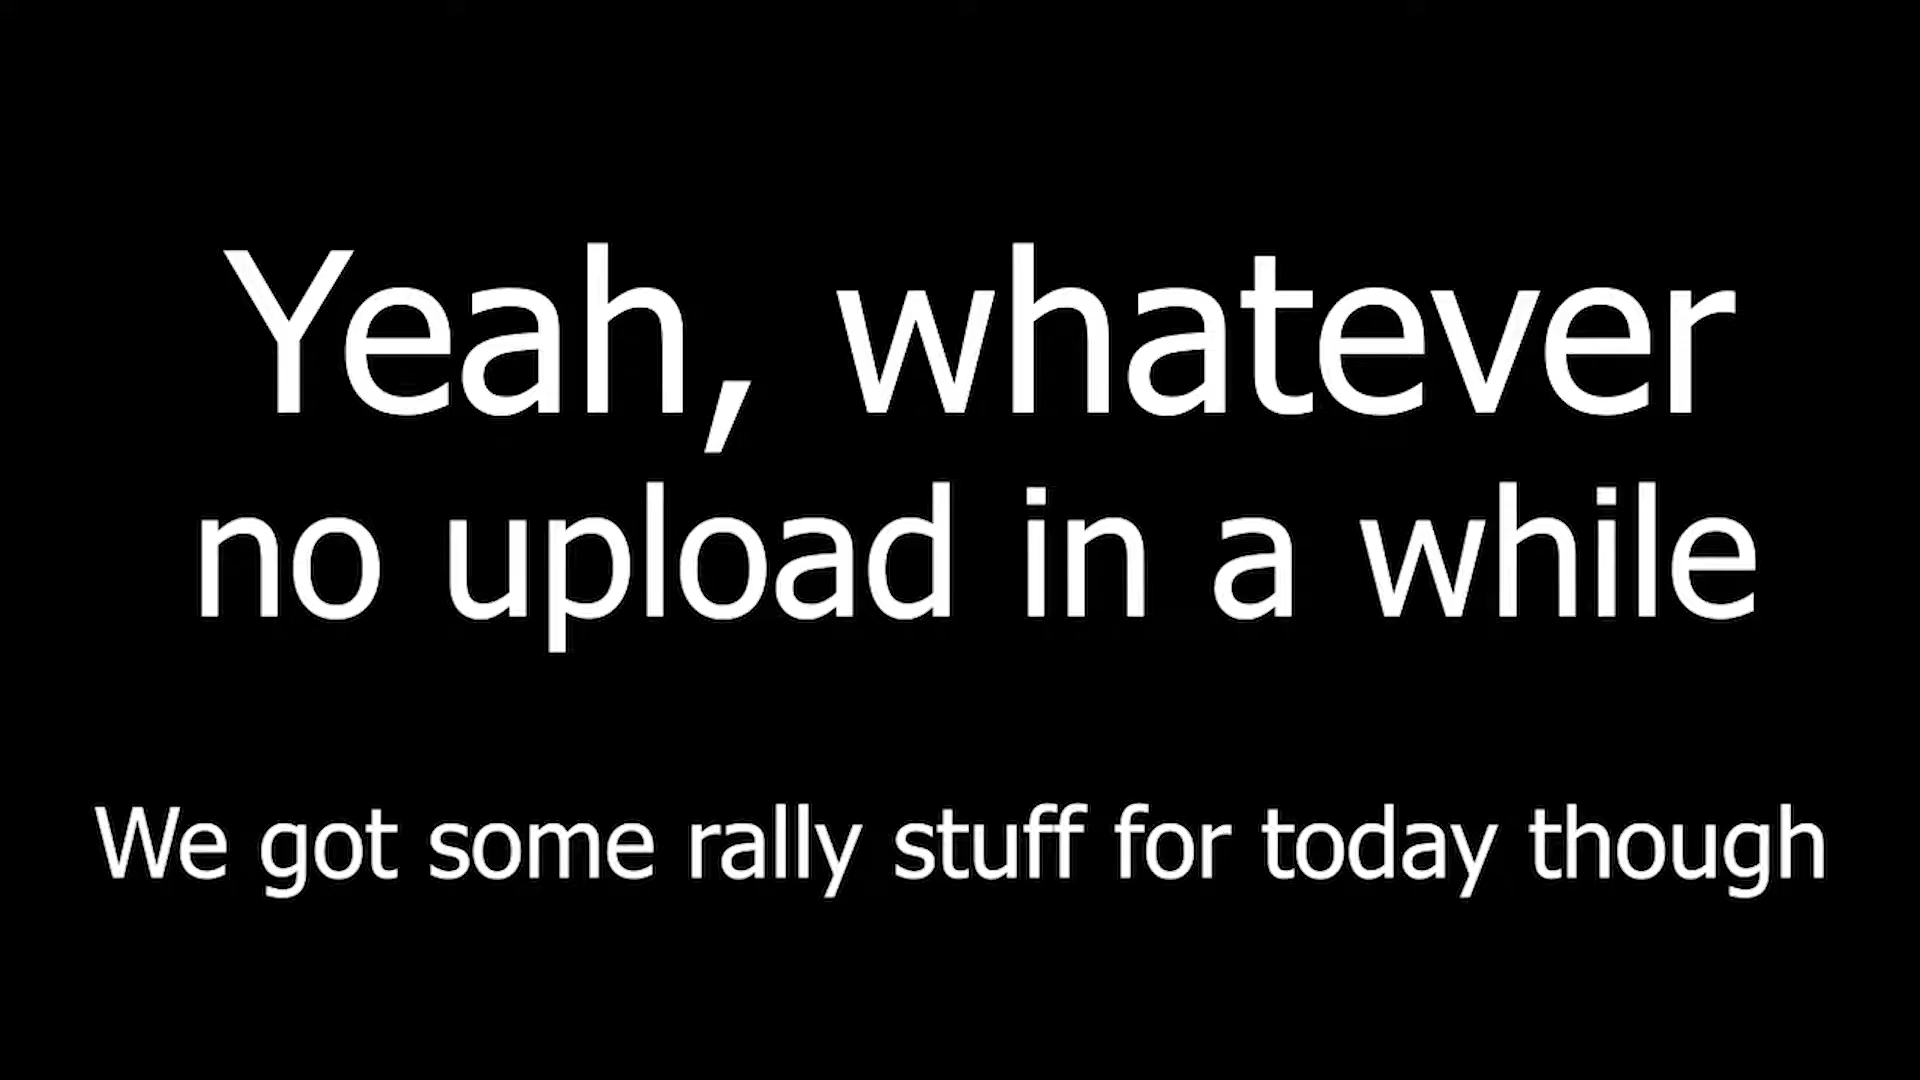 Yeah, whatever
no upload in a while
We got some rally stuff for today though